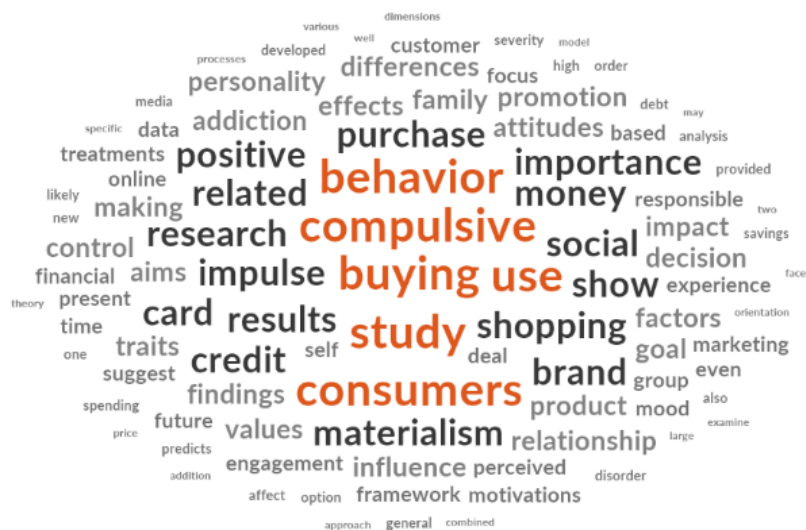 dimensions
various well customer severity model
processes developed differences focus high order
personality
media effects family promotion debt may
specific data addiction purchase attitudes based analysis
treatments positive behavior importance provided
likely online related money responsible two
new making research compulsive social impact savings
control decision
financial aims impulse buying use show experience face
theory present card results study shopping factors orientation
time
one traits credit self deal brand goal marketing
suggest findings consumers group even
spending product mood also
price future values materialism relationship large examine
predicts
addition engagement influence perceived disorder
affect option framework motivations
approach general combined